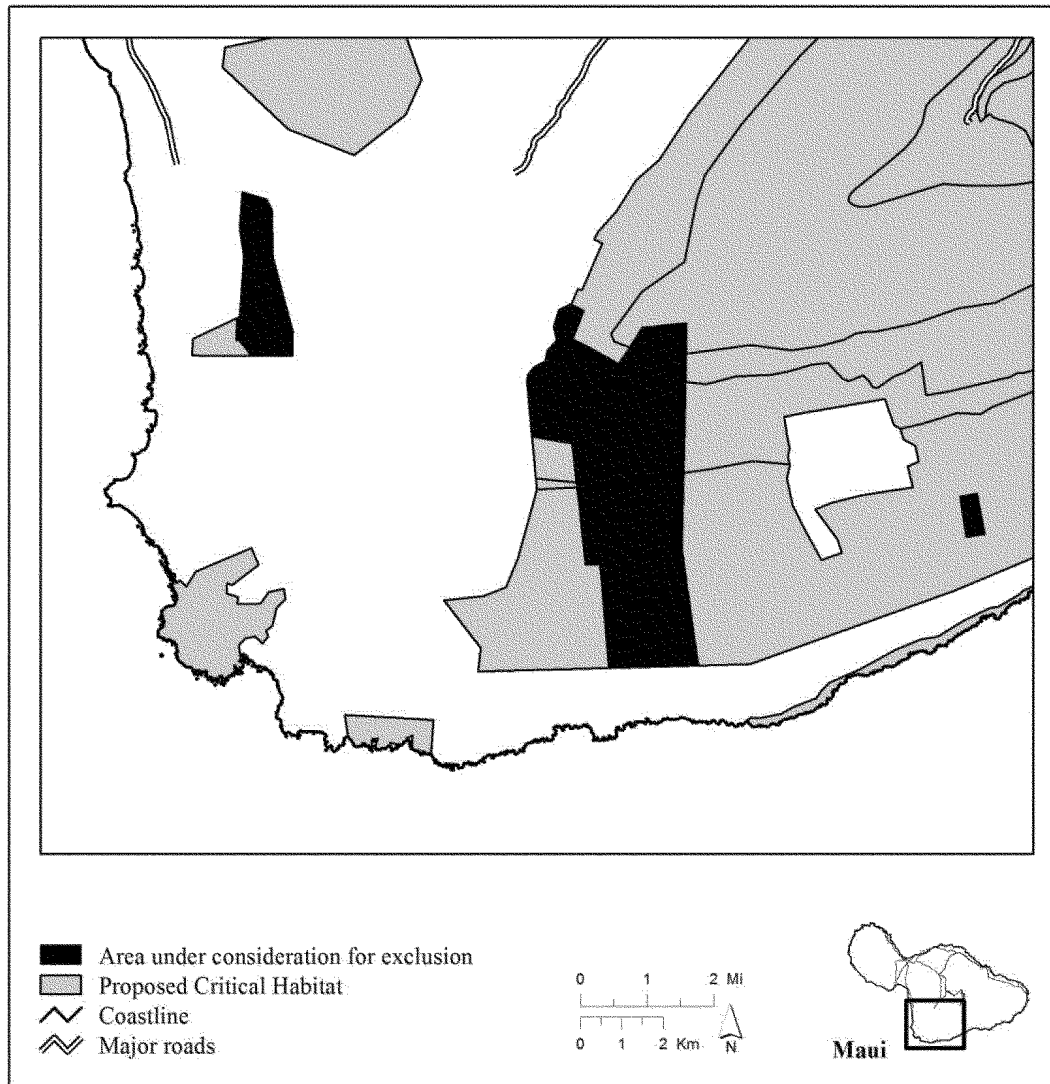 Area under consideration for exclusion
Proposed Critical Habitat
Coastline
Major roads
0 1 2 Mi
0 1 2 Km
N
Maui